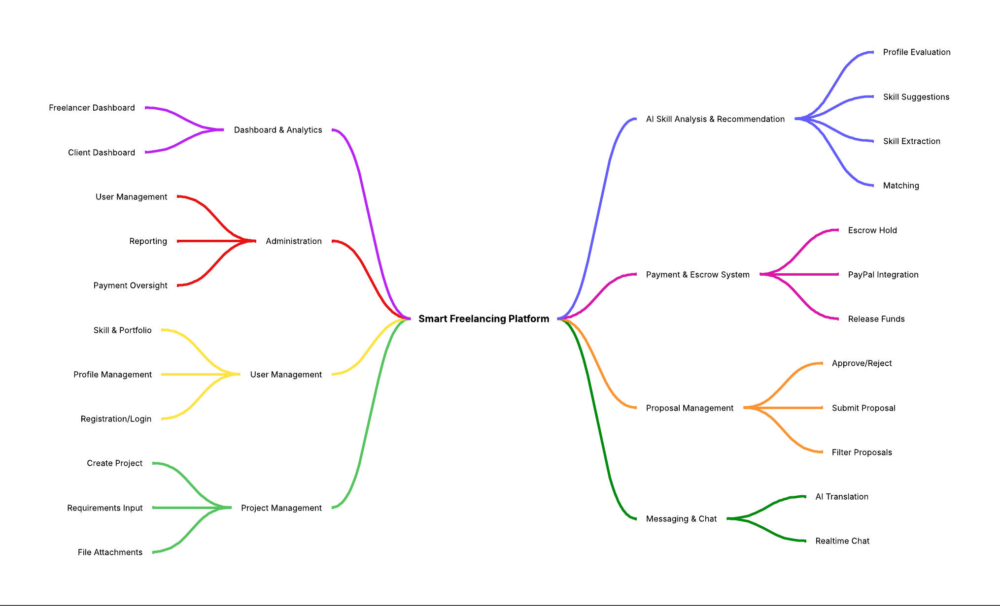 Smart Freelancing Platform
Dashboard & Analytics
Freelancer Dashboard
Client Dashboard
Administration
User Management
Reporting
Payment Oversight
User Management
Skill & Portfolio
Profile Management
Registration/Login
Project Management
Create Project
Requirements Input
File Attachments
AI Skill Analysis & Recommendation
Profile Evaluation
Skill Suggestions
Skill Extraction
Matching
Payment & Escrow System
Escrow Hold
PayPal Integration
Release Funds
Proposal Management
Approve/Reject
Submit Proposal
Filter Proposals
Messaging & Chat
AI Translation
Realtime Chat